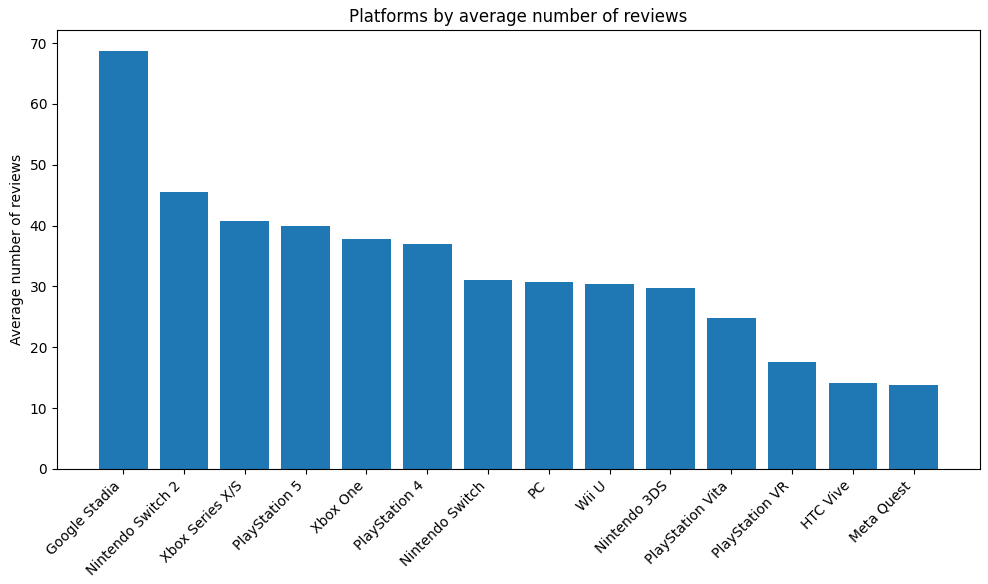 Platforms by average number of reviews
Average number of reviews
70
60
50
40
30
20
10
0
Google Stadia
Nintendo Switch 2
Xbox Series X/S
PlayStation 5
Xbox One
PlayStation 4
Nintendo Switch
PC
Wii U
Nintendo 3DS
PlayStation Vita
PlayStation VR
HTC Vive
Meta Quest